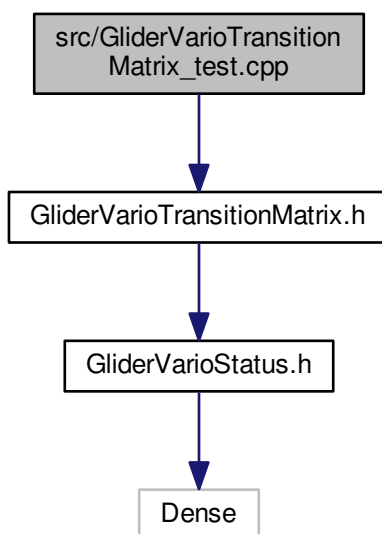 src/GliderVarioTransition
Matrix_test.cpp
GliderVarioTransitionMatrix.h
GliderVarioStatus.h
Dense